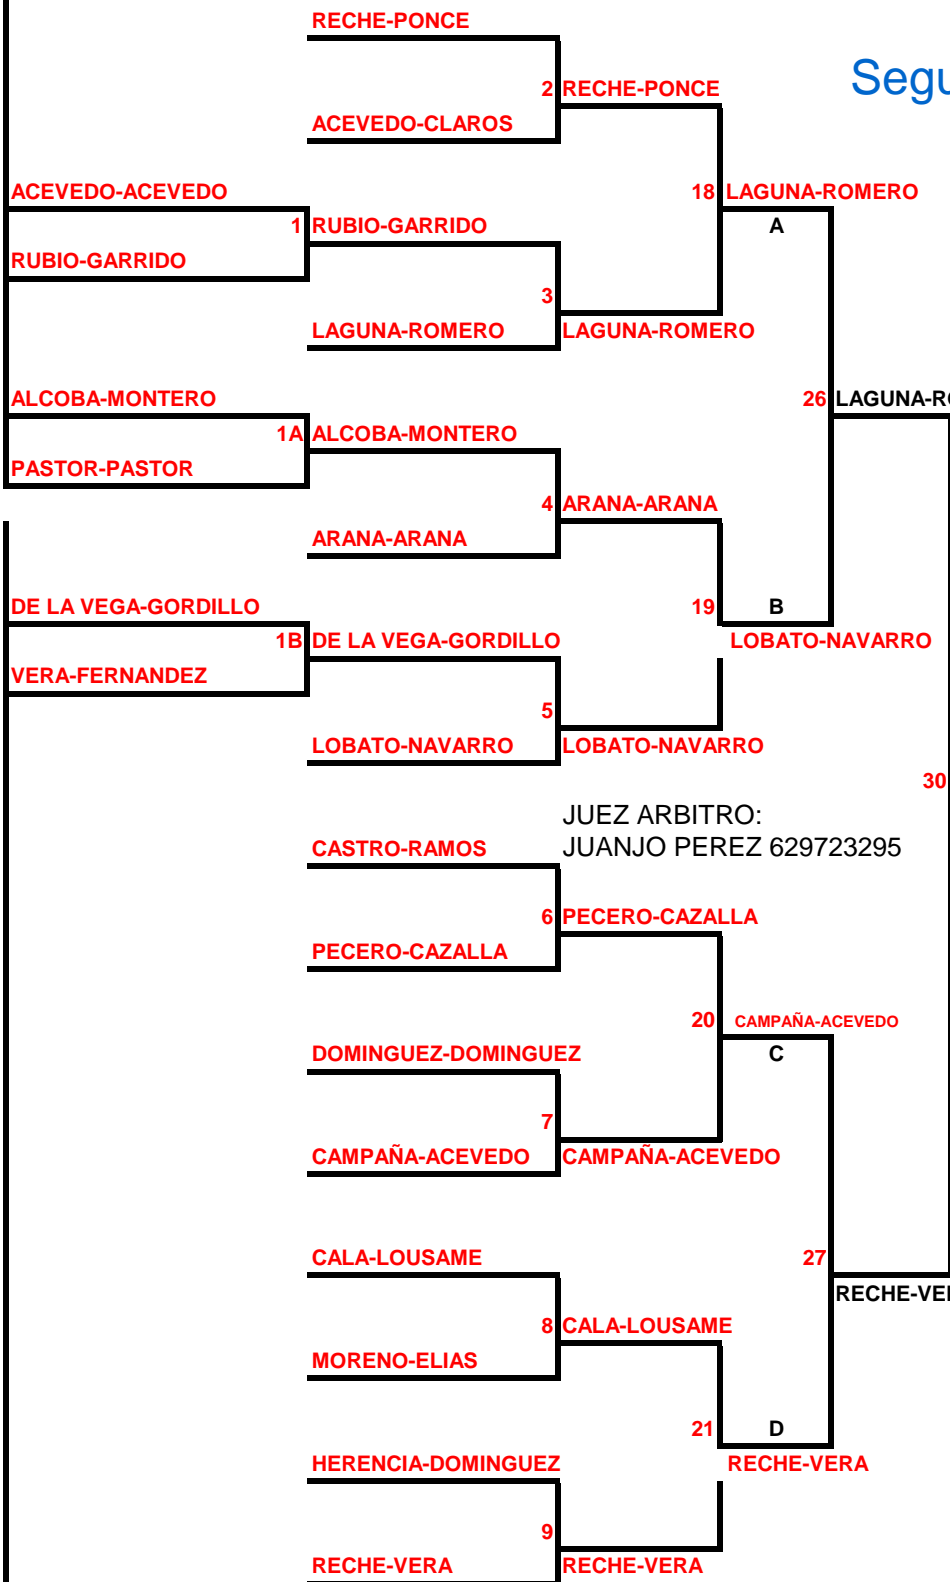 RECHE-PONCE
Segu
2 RECHE-PONCE
ACEVEDO-CLAROS
ACEVEDO-ACEVEDO
18 LAGUNA-ROMERO
1 RUBIO-GARRIDO
A
RUBIO-GARRIDO
3
LAGUNA-ROMERO
LAGUNA-ROMERO
ALCOBA-MONTERO
26 LAGUNA-RO
1A ALCOBA-MONTERO
PASTOR-PASTOR
4 ARANA-ARANA
ARANA-ARANA
DE LA VEGA-GORDILLO
19 B
1B DE LA VEGA-GORDILLO
LOBATO-NAVARRO
VERA-FERNANDEZ
5
LOBATO-NAVARRO
LOBATO-NAVARRO
30
JUEZ ARBITRO:
JUANJO PEREZ 629723295
CASTRO-RAMOS
6 PECERO-CAZALLA
PECERO-CAZALLA
20 CAMPAÑA-ACEVEDO
DOMINGUEZ-DOMINGUEZ
C
7
CAMPAÑA-ACEVEDO
CAMPAÑA-ACEVEDO
CALA-LOUSAME
27
RECHE-VE
8 CALA-LOUSAME
MORENO-ELIAS
21 D
HERENCIA-DOMINGUEZ
RECHE-VERA
9
RECHE-VERA
RECHE-VERA